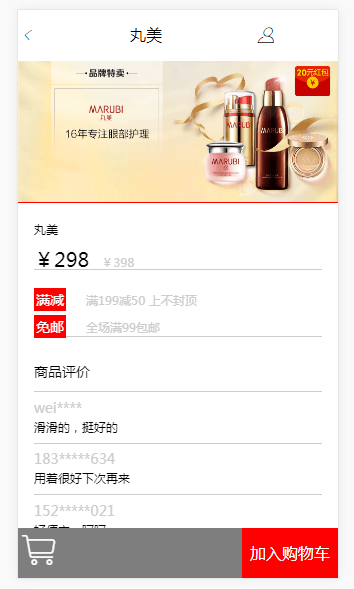 丸美
·品牌特卖·
20元红包
¥
MARUBI
丸美
16年专注眼部护理
MARUBI
MARUBI
丸美
￥298 ￥398
满减 满199减50 上不封顶
免邮 全场满99包邮
商品评价
wei****
滑滑的，挺好的
183*****634
用着很好下次再来
152*****021
加入购物车